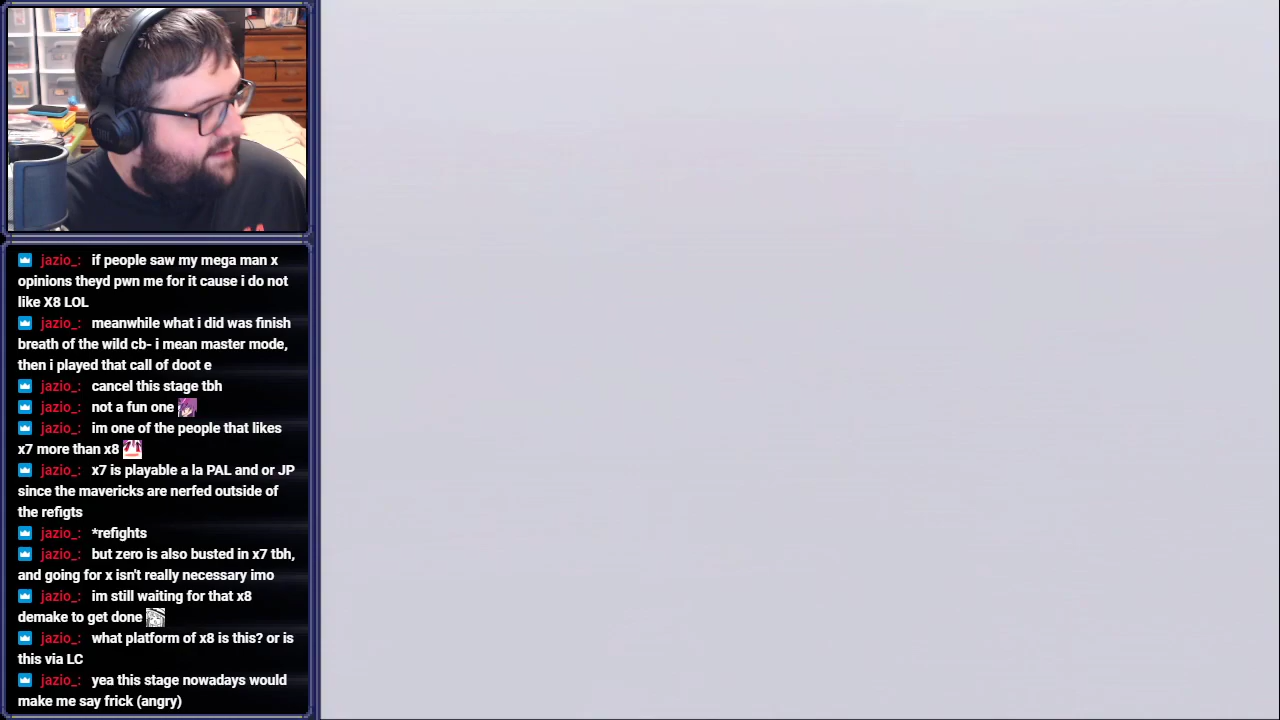 jazio_: if people saw my mega man x
opinions theyd pwn me for it cause i do not
like X8 LOL
jazio_: meanwhile what i did was finish
breath of the wild cb- i mean master mode,
then i played that call of doot e
jazio_: cancel this stage tbh
jazio_: not a fun one
jazio_: im one of the people that likes
x7 more than x8
jazio_: x7 is playable a la PAL and or JP
since the mavericks are nerfed outside of
the refigts
jazio_: *refights
jazio_: but zero is also busted in x7 tbh,
and going for x isn't really necessary imo
jazio_: im still waiting for that x8
demake to get done
jazio_: what platform of x8 is this? or is
this via LC
jazio_: yea this stage nowadays would
make me say frick (angry)